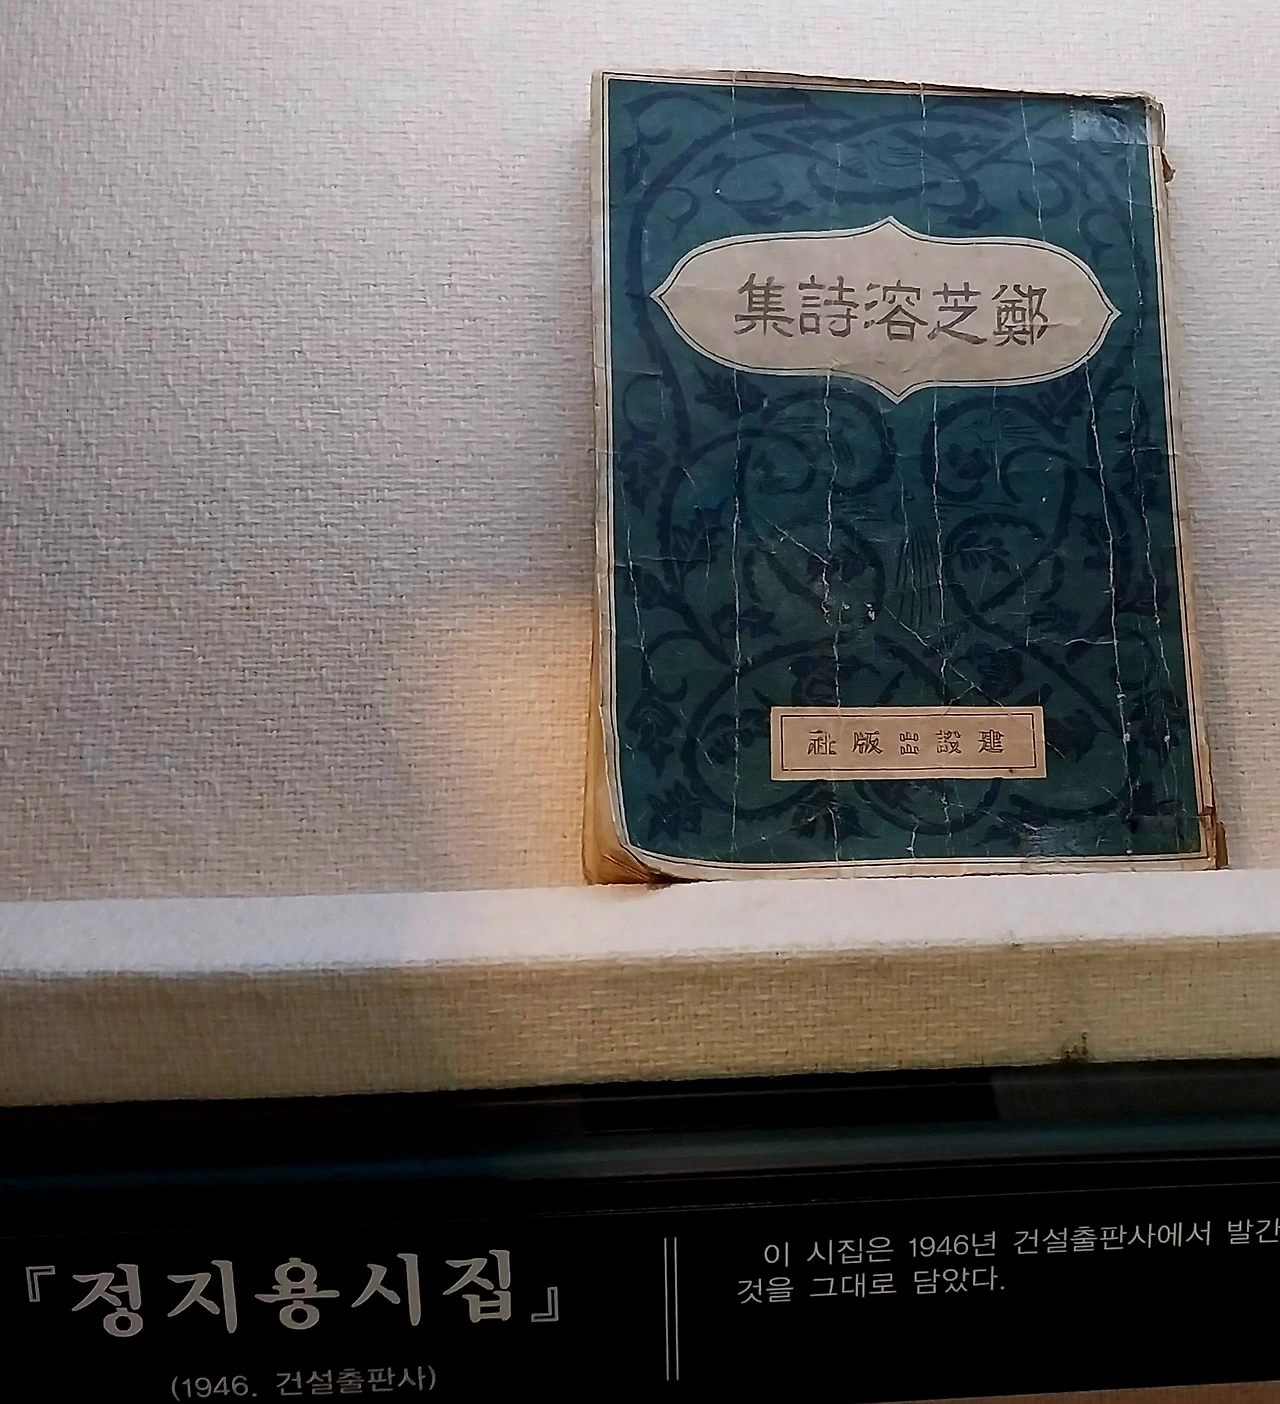 集詩溶芝鄭
社版出設建
『정지용시집』
(1946. 건설출판사)
이 시집은 1946년 건설출판사에서 발간
것을 그대로 담았다.